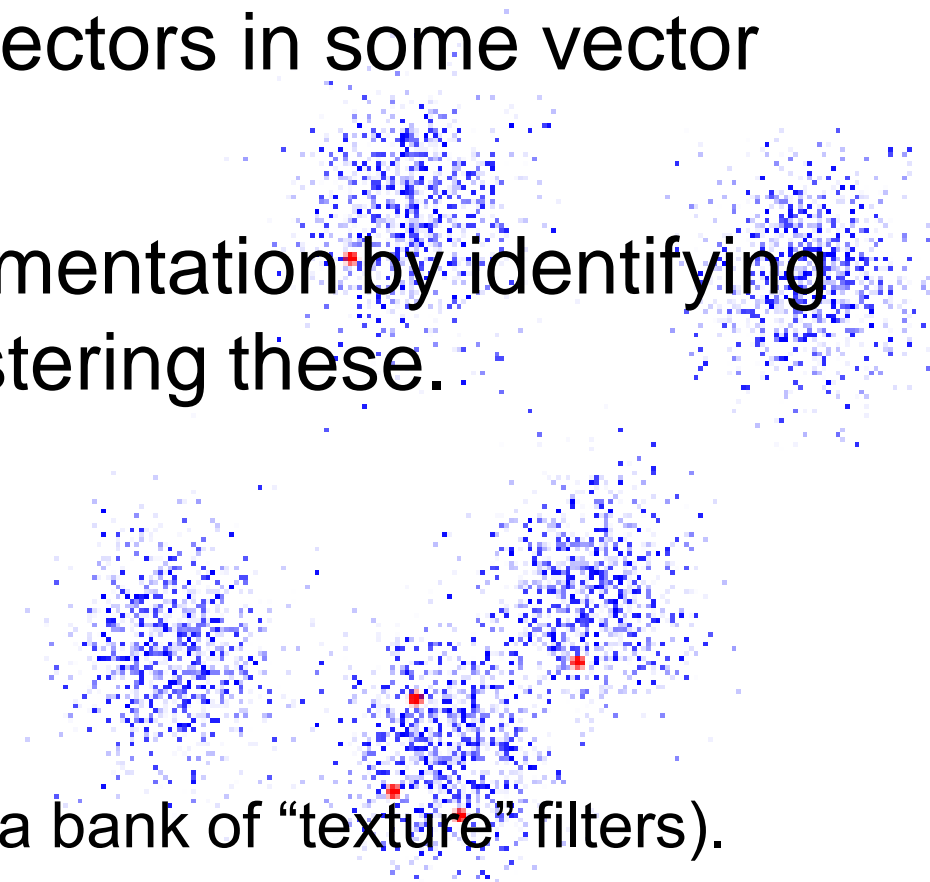 ectors in some vector
mentation by identifying
stering these.
a bank of “texture” filters).